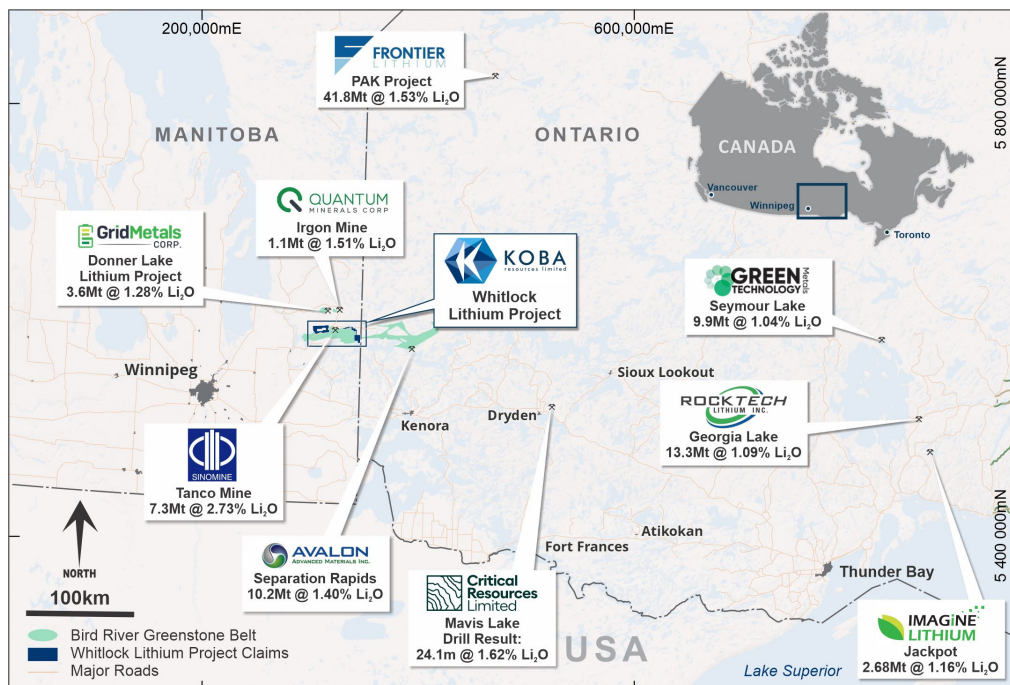 200,000mE
600,000mE
5 800 000mN
5 400 000mN
FRONTIER
LITHIUM
PAK Project
41.8Mt @ 1.53% Li₂O
MANITOBA
ONTARIO
CANADA
Vancouver
Winnipeg
Toronto
QUANTUM
MINERALS CORP
Irgon Mine
1.1Mt @ 1.51% Li₂O
GridMetals
CORP.
Donner Lake
Lithium Project
3.6Mt @ 1.28% Li₂O
KOBA
resources limited
Whitlock
Lithium Project
GREEN
TECHNOLOGY
Metals
Seymour Lake
9.9Mt @ 1.04% Li₂O
Winnipeg
Sioux Lookout
Kenora
Dryden
ROCKTECH
LITHIUM INC.
Georgia Lake
13.3Mt @ 1.09% Li₂O
SINOMINE
Tanco Mine
7.3Mt @ 2.73% Li₂O
AVALON
ADVANCED MATERIALS INC.
Separation Rapids
10.2Mt @ 1.40% Li₂O
Critical
Resources
Limited
Mavis Lake
Drill Result:
24.1m @ 1.62% Li₂O
Atikokan
Fort Frances
Thunder Bay
IMAGINE
LITHIUM
Jackpot
2.68Mt @ 1.16% Li₂O
USA
Lake Superior
NORTH
100km
Bird River Greenstone Belt
Whitlock Lithium Project Claims
Major Roads